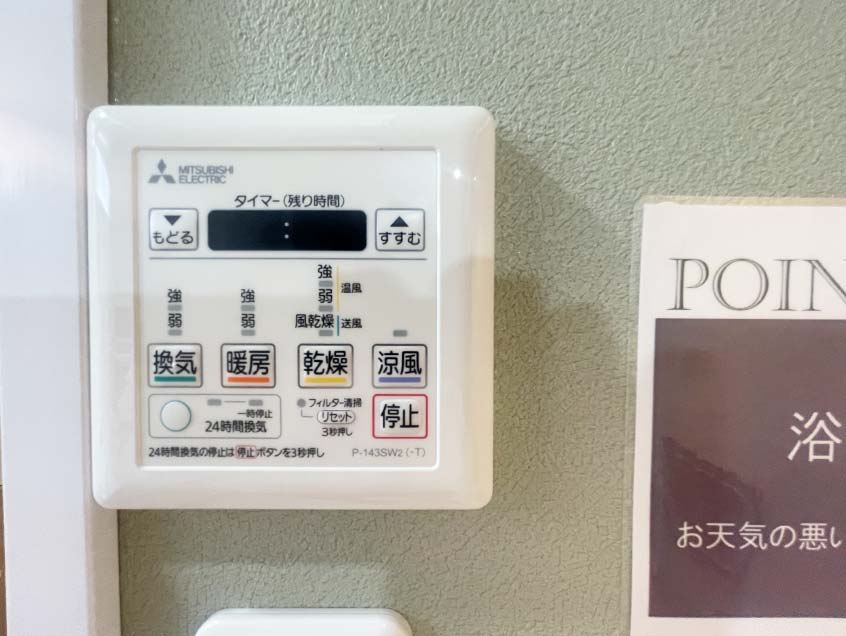 MITSUBISHI
ELECTRIC
タイマー(残り時間)
▼
もどる
:
▲
すすむ
強
弱
強
弱
強
弱
温風
風乾燥
送風
換気
暖房
乾燥
涼風
一時停止
24時間換気
フィルター清掃
リセット
3秒押し
停止
24時間換気の停止は停止ボタンを3秒押し
P-143SW2(-T)
POIN
浴
お天気の悪い